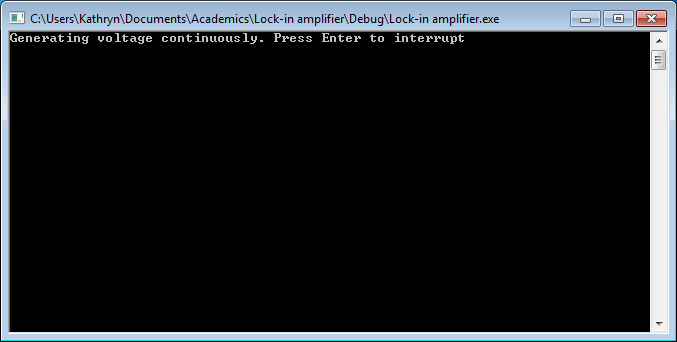 C:\Users\Kathryn\Documents\Academics\Lock-in amplifier\Debug\Lock-in amplifier.exe
Generating voltage continuously. Press Enter to interrupt